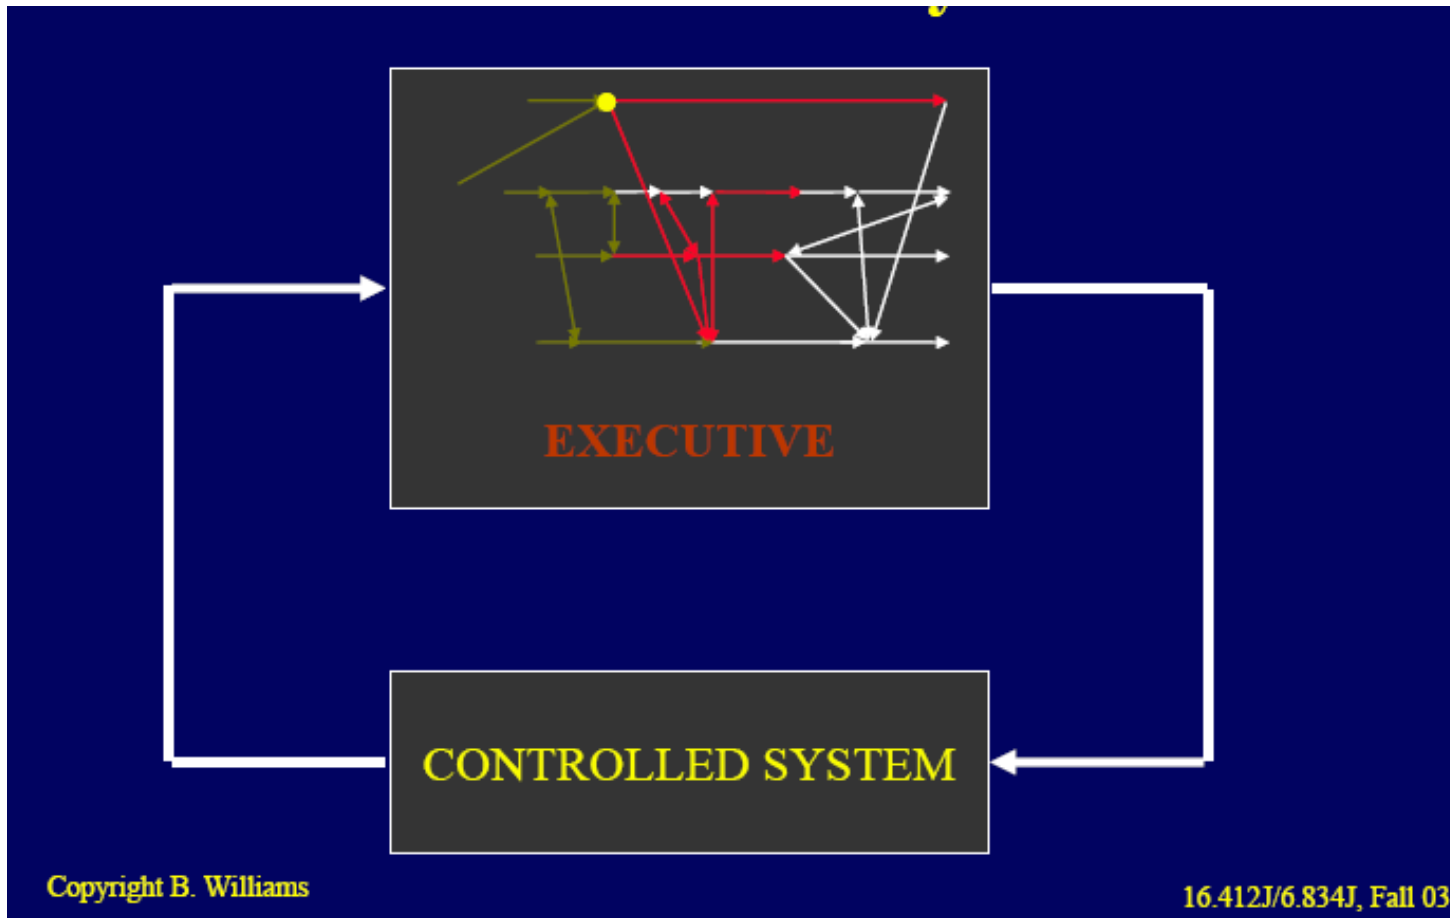 EXECUTIVE
CONTROLLED SYSTEM
Copyright B. Williams
16.412J/6.834J, Fall 03